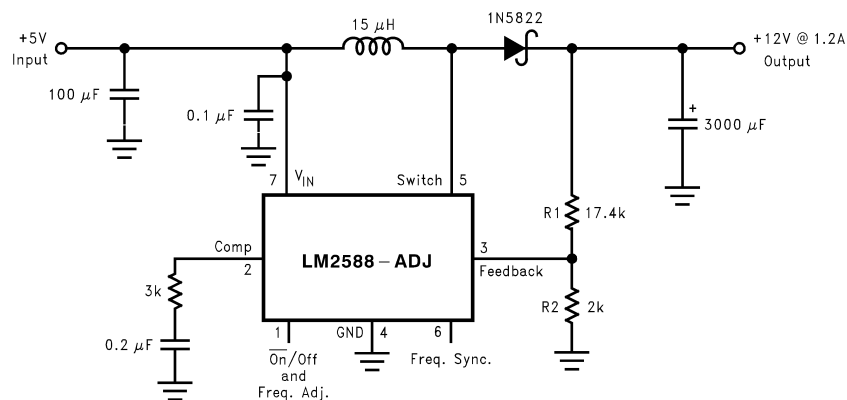 1N5822
15 μH
+5V
Input
+12V @ 1.2A
Output
100 μF
0.1 μF
+
3000 μF
7
VIN
Switch
5
R1
17.4k
Comp
2
LM2588-ADJ
3
Feedback
3k
R2
2k
0.2 μF
1
GND
4
6
On/Off
and
Freq. Adj.
Freq. Sync.